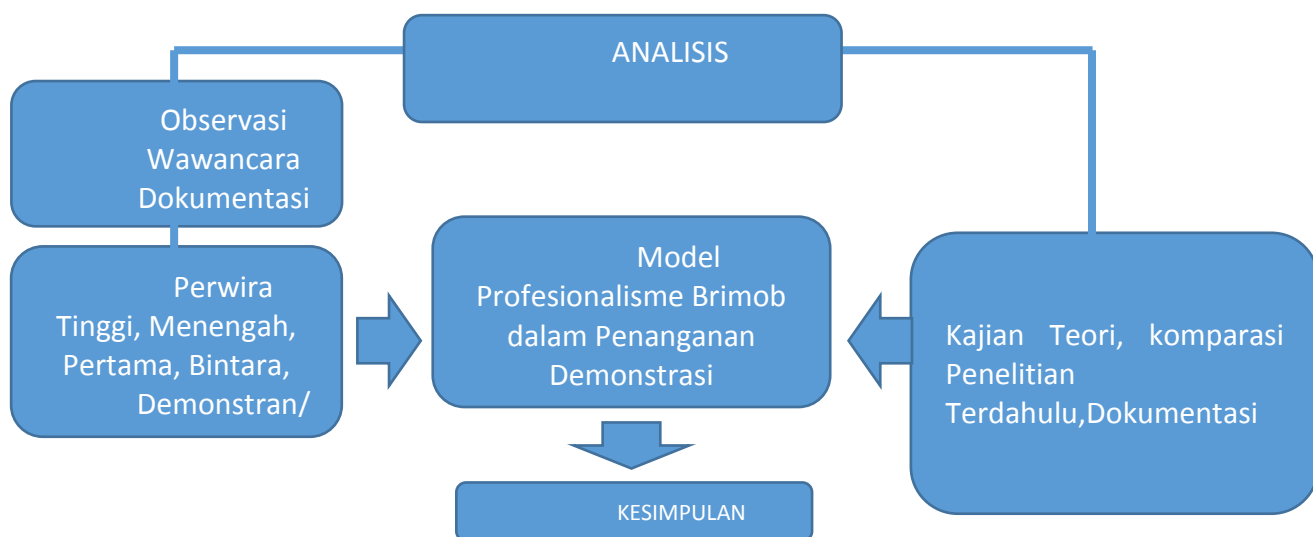 ANALISIS
Observasi
Wawancara
Dokumentasi
Perwira
Tinggi, Menengah,
Pertama, Bintara,
Demonstran/
Model
Profesionalisme Brimob
dalam Penanganan
Demonstrasi
Kajian Teori, komparasi
Penelitian
Terdahulu,Dokumentasi
KESIMPULAN